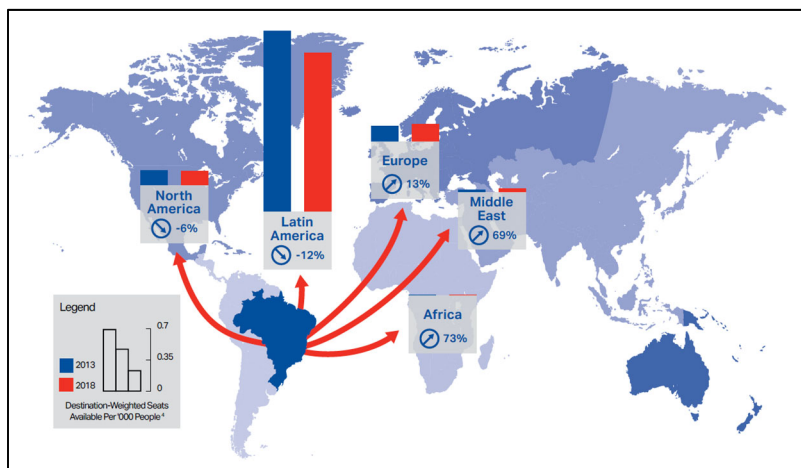 North
America
-6%
Latin
America
-12%
Europe
13%
Middle
East
69%
Africa
73%
Legend
0.7
0.35
0
2013
2018
Destination-Weighted Seats
Available Per '000 People 4